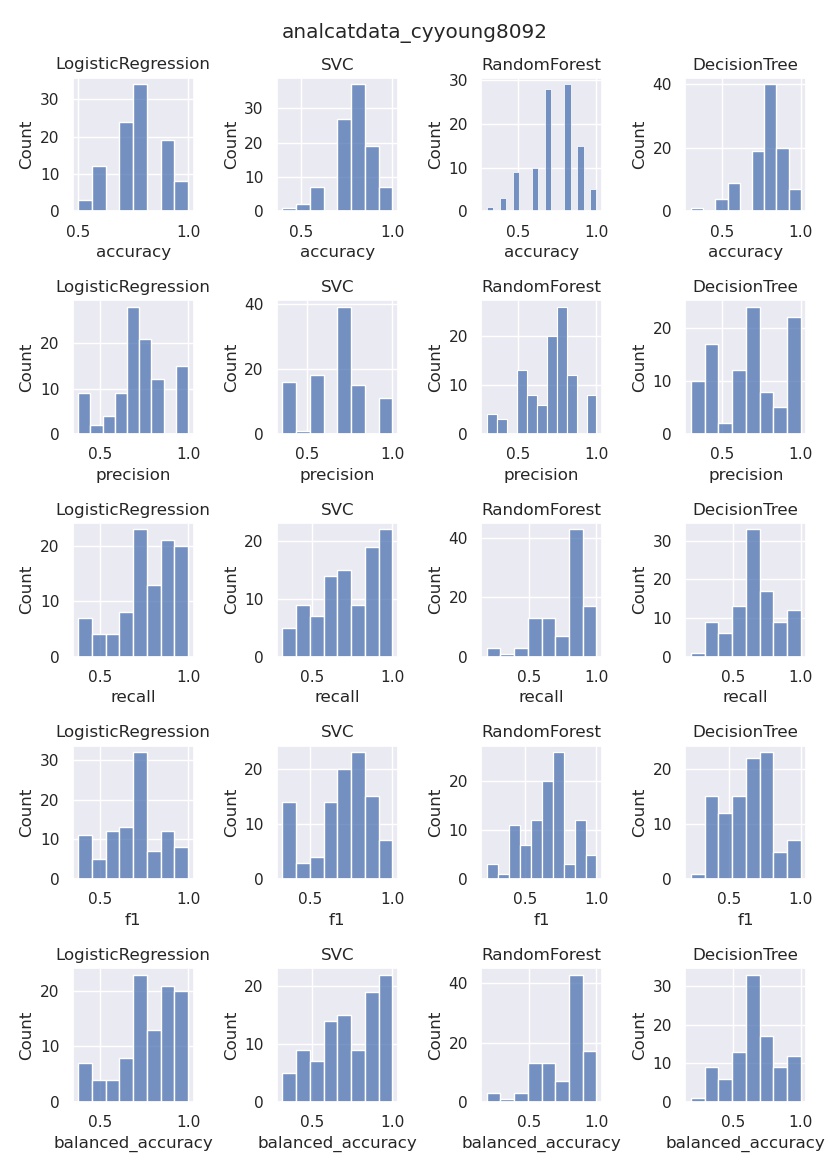 analcatdata_cyyoung8092
LogisticRegression SVC RandomForest DecisionTree
Count 0 10 20 30 0.5 1.0 accuracy
Count 0 10 20 30 0.5 1.0 accuracy
Count 0 10 20 30 0.5 1.0 accuracy
Count 0 20 40 0.5 1.0 accuracy
LogisticRegression SVC RandomForest DecisionTree
Count 0 10 20 0.5 1.0 precision
Count 0 20 40 0.5 1.0 precision
Count 0 10 20 0.5 1.0 precision
Count 0 10 20 0.5 1.0 precision
LogisticRegression SVC RandomForest DecisionTree
Count 0 10 20 0.5 1.0 recall
Count 0 10 20 0.5 1.0 recall
Count 0 20 40 0.5 1.0 recall
Count 0 10 20 30 0.5 1.0 recall
LogisticRegression SVC RandomForest DecisionTree
Count 0 10 20 30 0.5 1.0 f1
Count 0 10 20 0.5 1.0 f1
Count 0 10 20 0.5 1.0 f1
Count 0 10 20 0.5 1.0 f1
LogisticRegression SVC RandomForest DecisionTree
Count 0 10 20 0.5 1.0 balanced_accuracy
Count 0 10 20 0.5 1.0 balanced_accuracy
Count 0 20 40 0.5 1.0 balanced_accuracy
Count 0 10 20 30 0.5 1.0 balanced_accuracy